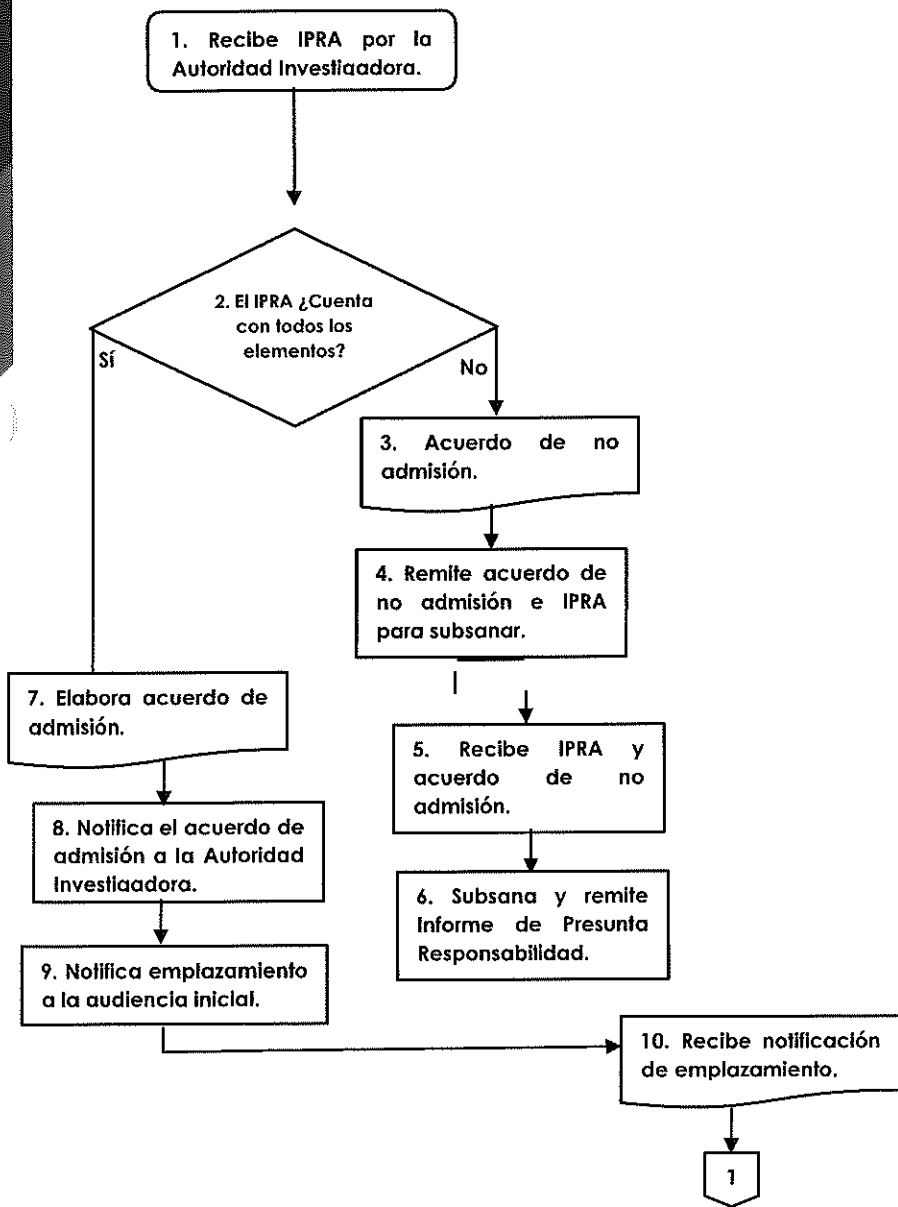 1. Recibe IPRA por la
Autoridad Investigadora.
2. El IPRA ¿Cuenta
con todos los
elementos?
Sí
No
3. Acuerdo de no
admisión.
4. Remite acuerdo de
no admisión e IPRA
para subsanar.
7. Elabora acuerdo de
admisión.
5. Recibe IPRA y
acuerdo de no
admisión.
8. Notifica el acuerdo de
admisión a la Autoridad
Investigadora.
6. Subsana y remite
Informe de Presunta
Responsabilidad.
9. Notifica emplazamiento
a la audiencia inicial.
10. Recibe notificación
de emplazamiento.
1